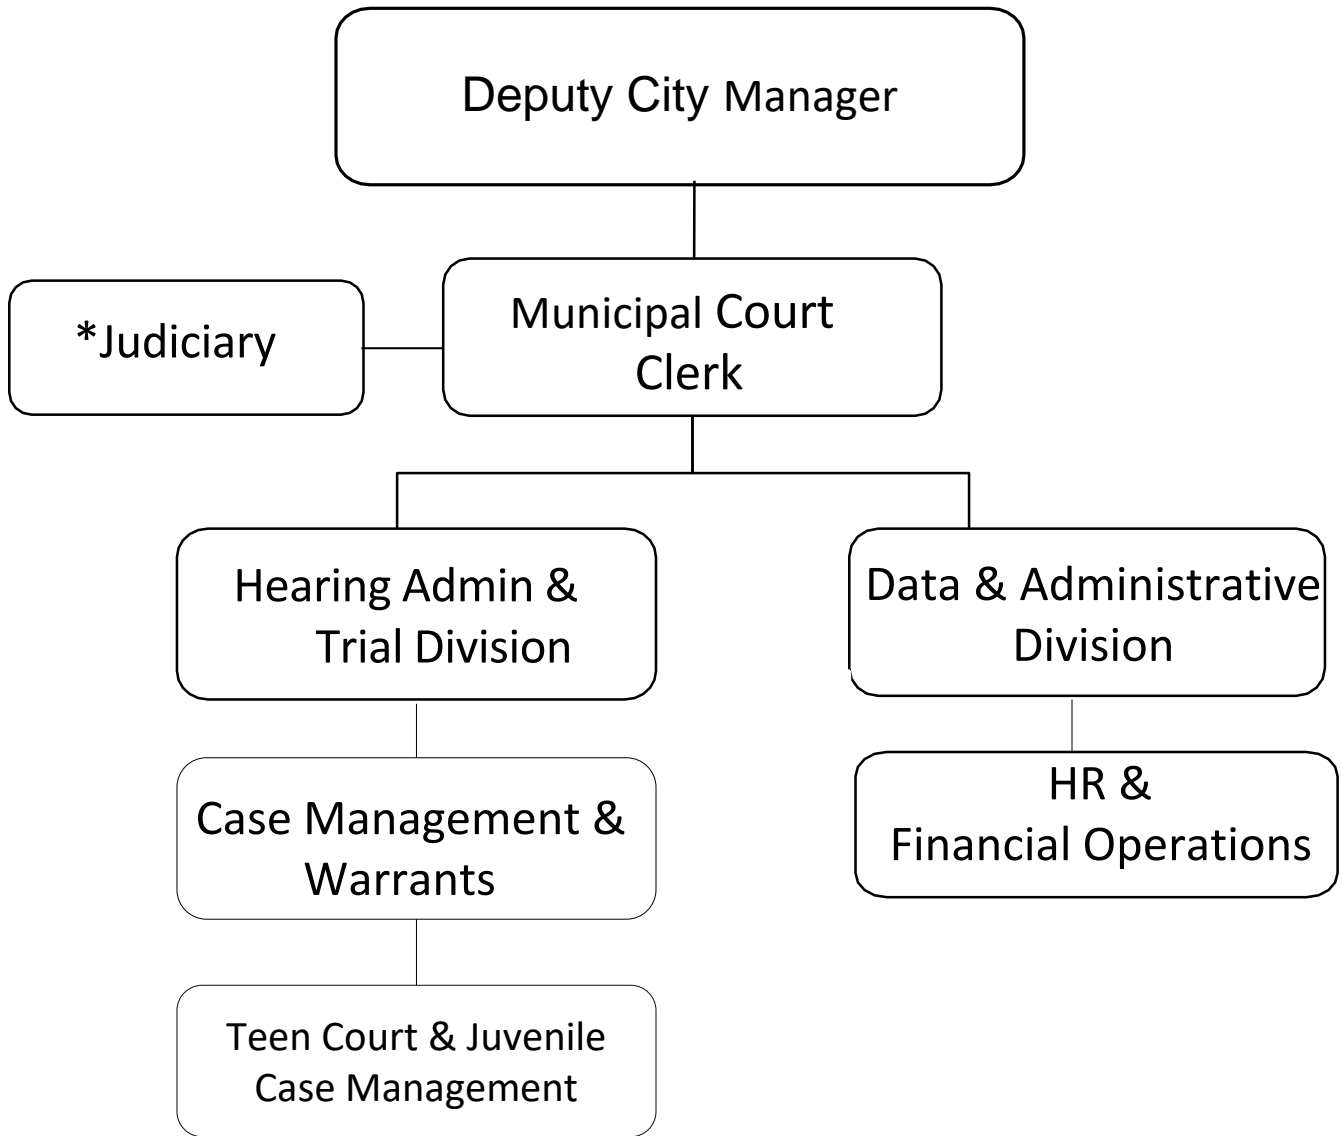 Deputy City Manager
*Judiciary
Municipal Court
Clerk
Hearing Admin &
Trial Division
Data & Administrative
Division
Case Management &
Warrants
HR &
Financial Operations
Teen Court & Juvenile
Case Management